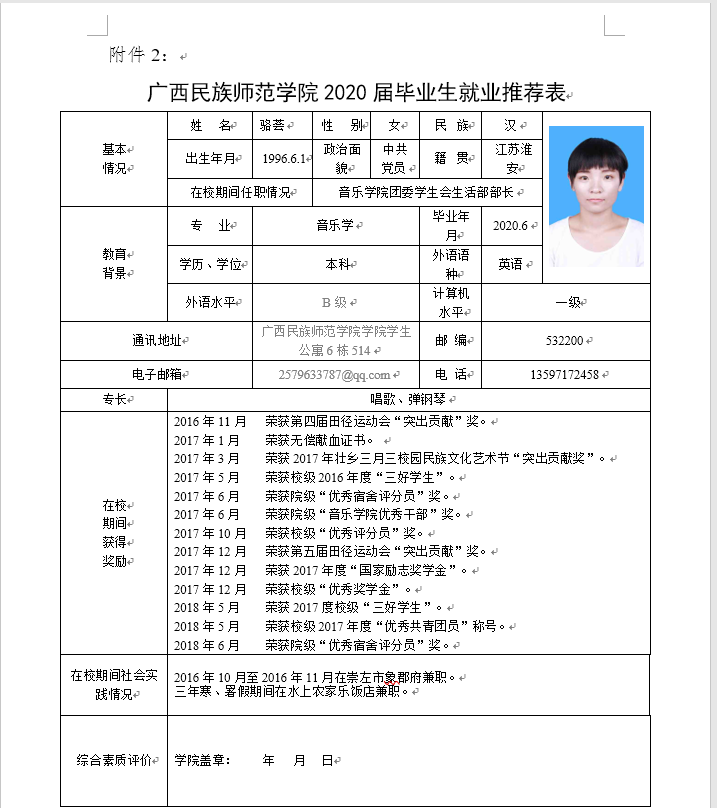 附件 2：
广西民族师范学院 2020 届毕业生就业推荐表
基本
情况
姓 名 骆荟 性 别 女 民 族 汉
出生年月 1996.6.1 政治面
貌 中共
党员 籍 贯 江苏淮
安
在校期间任职情况 音乐学院团委学生会生活部部长
教育
背景
专 业 音乐学 毕业年
月 2020.6
学历、学位 本科 外语语
种 英语
外语水平 B 级 计算机
水平 一级
通讯地址 广西民族师范学院学院学生
公寓 6 栋 514 邮 编 532200
电子邮箱 2579633787@qq.com 电 话 13597172458
专长 唱歌、弹钢琴
在校
期间
获得
奖励
2016 年 11 月 荣获第四届田径运动会“突出贡献”奖。
2017 年 1 月 荣获无偿献血证书。
2017 年 3 月 荣获 2017 年壮乡三月三校园民族文化艺术节“突出贡献奖”。
2017 年 5 月 荣获校级 2016 年度“三好学生”。
2017 年 6 月 荣获院级“优秀宿舍评分员”奖。
2017 年 6 月 荣获院级“音乐学院优秀干部”奖。
2017 年 10 月 荣获校级“优秀评分员”奖。
2017 年 12 月 荣获第五届田径运动会“突出贡献”奖。
2017 年 12 月 荣获 2017 年度“国家励志奖学金”。
2017 年 12 月 荣获校级“优秀奖学金”。
2018 年 5 月 荣获 2017 度校级“三好学生”。
2018 年 5 月 荣获校级 2017 年度“优秀共青团员”称号。
2018 年 6 月 荣获院级“优秀宿舍评分员”奖。
在校期间社会实
践情况
2016 年 10 月至 2016 年 11 月在崇左市象郡府兼职。
三年寒、暑假期间在水上农家乐饭店兼职。
综合素质评价 学院盖章： 年 月 日